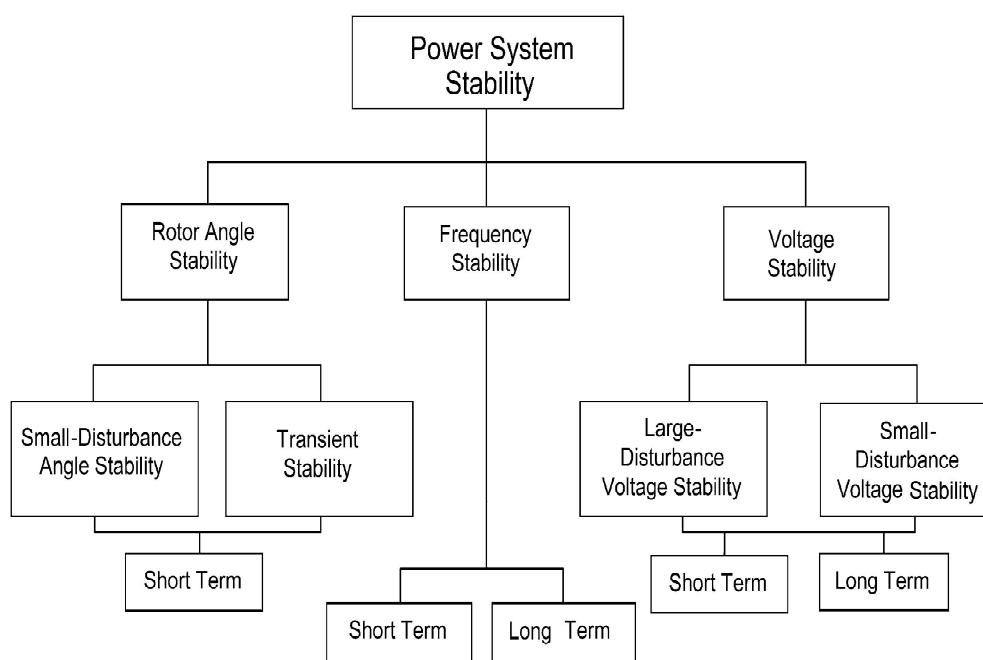 Power System
Stability
Rotor Angle
Stability
Frequency
Stability
Voltage
Stability
Small-Disturbance
Angle Stability
Transient
Stability
Large-
Disturbance
Voltage Stability
Small-
Disturbance
Voltage Stability
Short Term
Short Term
Long Term
Short Term
Long Term